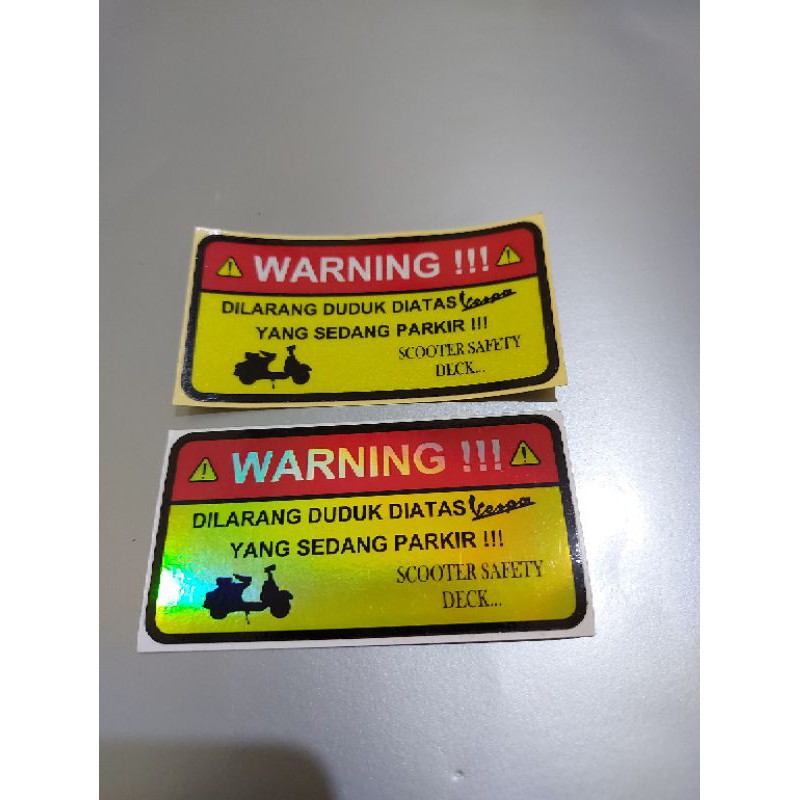 WARNING !!!
DILARANG DUDUK DIATAS Vespa
YANG SEDANG PARKIR !!!
SCOOTER SAFETY
DECK...
WARNING !!!
DILARANG DUDUK DIATAS Vespa
YANG SEDANG PARKIR !!!
SCOOTER SAFETY
DECK...